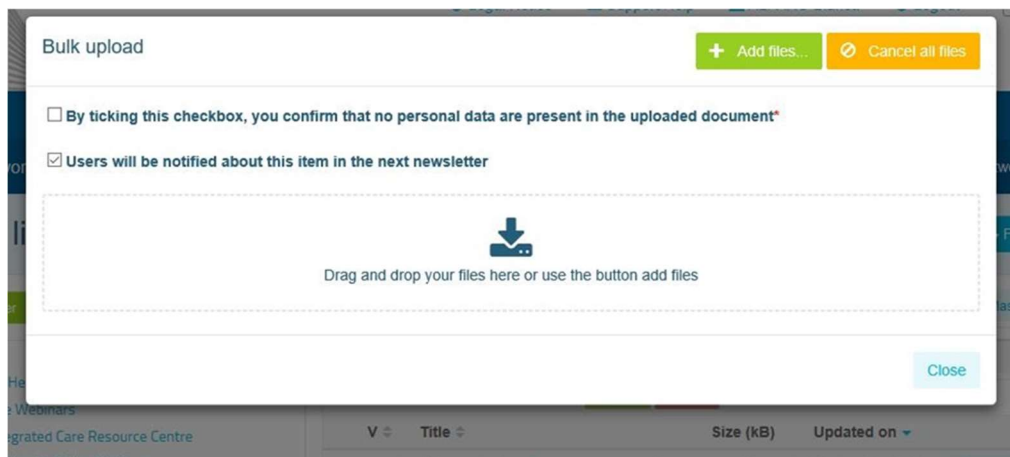 Bulk upload
Add files...
Cancel all files
By ticking this checkbox, you confirm that no personal data are present in the uploaded document*
Users will be notified about this item in the next newsletter
Drag and drop your files here or use the button add files
Close
Webinars
egrated Care Resource Centre
V
Title
Size (kB)
Updated on